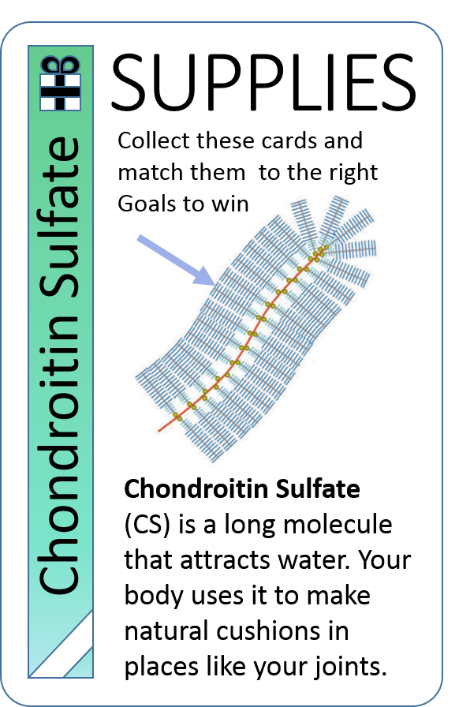 Chondroitin Sulfate
SUPPLIES
Collect these cards and
match them  to the right
Goals to win
Chondroitin Sulfate
(CS) is a long molecule
that attracts water. Your
body uses it to make
natural cushions in
places like your joints.